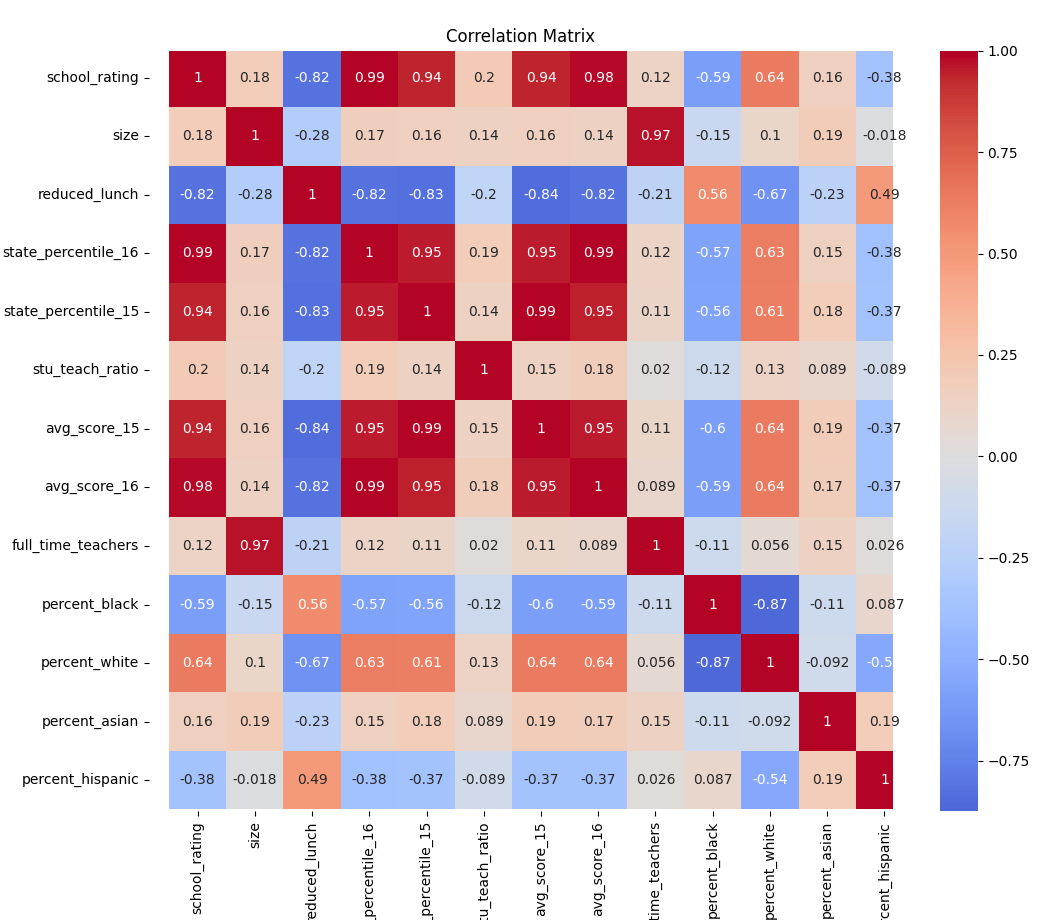 Correlation Matrix
school_rating 1 0.18 -0.82 0.99 0.94 0.2 0.94 0.98 0.12 -0.59 0.64 0.16 -0.38
size 0.18 1 -0.28 0.17 0.16 0.14 0.16 0.14 0.97 -0.15 0.1 0.19 -0.018
reduced_lunch -0.82 -0.28 1 -0.82 -0.83 -0.2 -0.84 -0.82 -0.21 0.56 -0.67 -0.23 0.49
state_percentile_16 0.99 0.17 -0.82 1 0.95 0.19 0.95 0.99 0.12 -0.57 0.63 0.15 -0.38
state_percentile_15 0.94 0.16 -0.83 0.95 1 0.14 0.99 0.95 0.11 -0.56 0.61 0.18 -0.37
stu_teach_ratio 0.2 0.14 -0.2 0.19 0.14 1 0.15 0.18 0.02 -0.12 0.13 0.089 -0.089
avg_score_15 0.94 0.16 -0.84 0.95 0.99 0.15 1 0.95 0.11 -0.6 0.64 0.19 -0.37
avg_score_16 0.98 0.14 -0.82 0.99 0.95 0.18 0.95 1 0.089 -0.59 0.64 0.17 -0.37
full_time_teachers 0.12 0.97 -0.21 0.12 0.11 0.02 0.11 0.089 1 -0.11 0.056 0.15 0.026
percent_black -0.59 -0.15 0.56 -0.57 -0.56 -0.12 -0.6 -0.59 -0.11 1 -0.87 -0.11 0.087
percent_white 0.64 0.1 -0.67 0.63 0.61 0.13 0.64 0.64 0.056 -0.87 1 -0.092 -0.5
percent_asian 0.16 0.19 -0.23 0.15 0.18 0.089 0.19 0.17 0.15 -0.11 -0.092 1 0.19
percent_hispanic -0.38 -0.018 0.49 -0.38 -0.37 -0.089 -0.37 -0.37 0.026 0.087 -0.54 0.19 1
school_rating
size
reduced_lunch
_percentile_16
_percentile_15
tu_teach_ratio
avg_score_15
avg_score_16
time_teachers
percent_black
percent_white
percent_asian
rcent_hispanic
1.00
0.75
0.50
0.25
0.00
−0.25
−0.50
−0.75